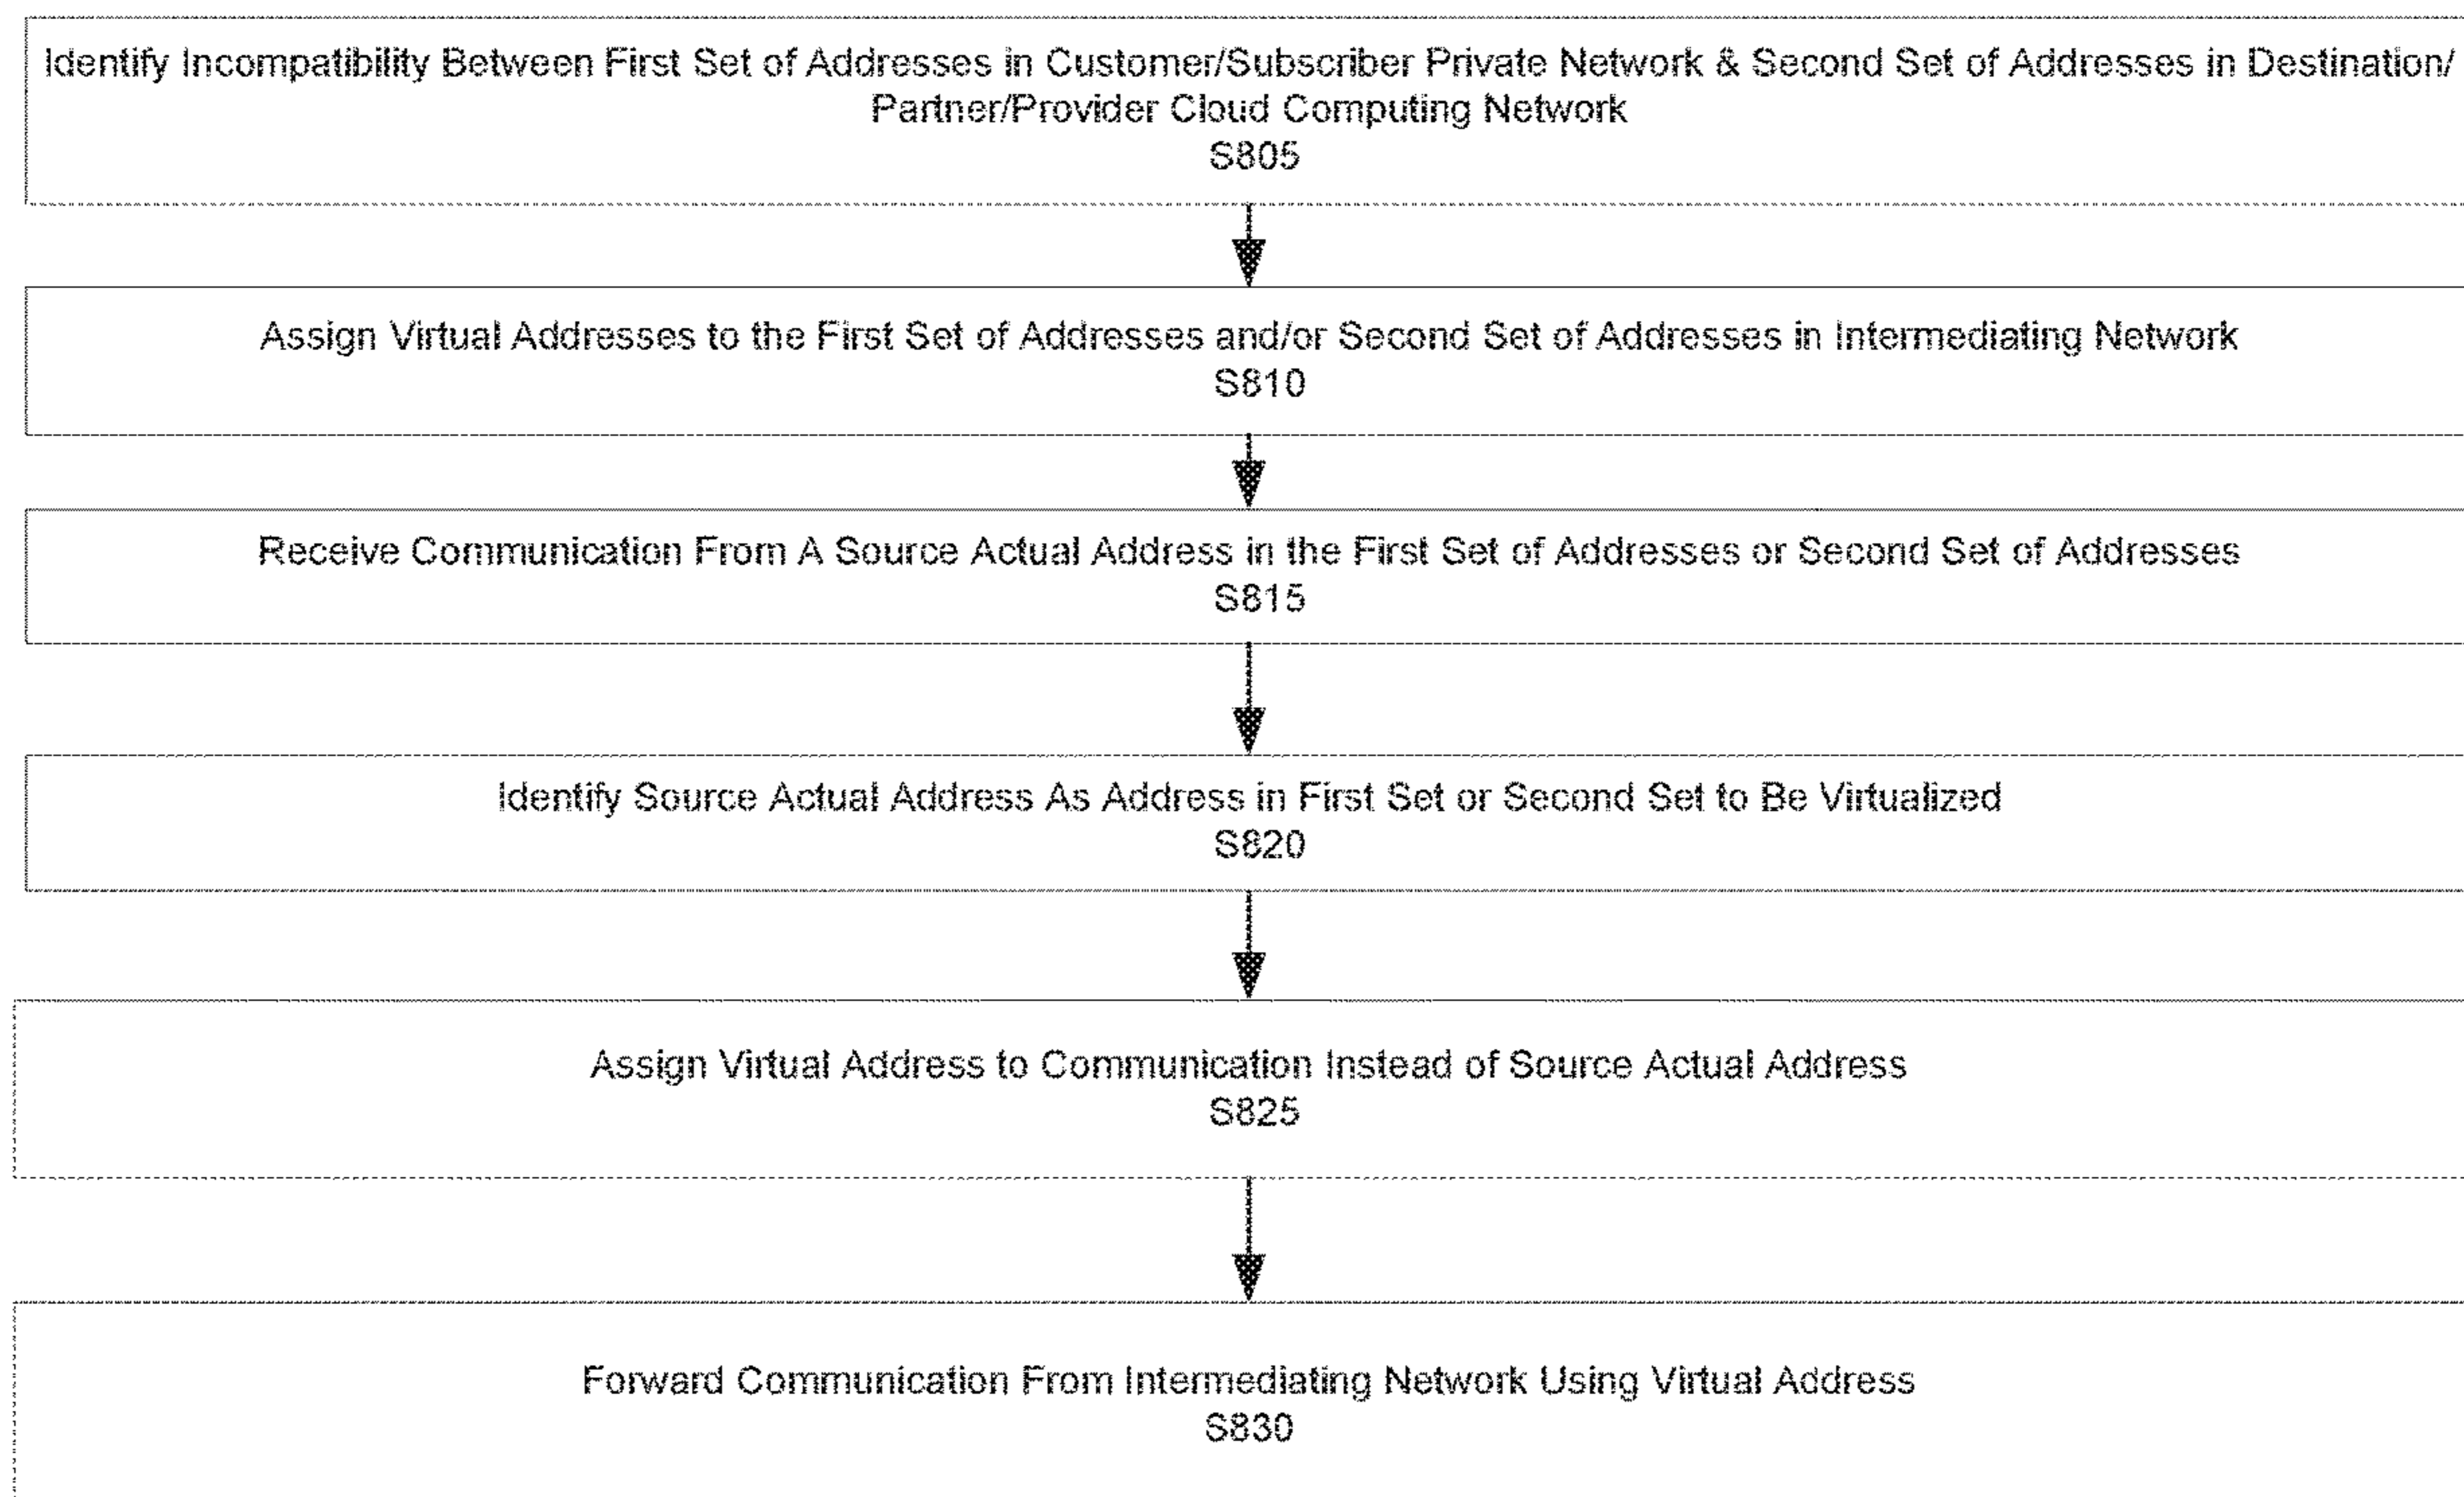 Identify Incompatibility Between First Set of Addresses in Customer/Subscriber Private Network & Second Set of Addresses in Destination/
Partner/Provider Cloud Computing Network
S805
Assign Virtual Addresses to the First Set of Addresses and/or Second Set of Addresses in Intermediating Network
S810
Receive Communication From A Source Actual Address in the First Set of Addresses or Second Set of Addresses
S815
Identify Source Actual Address As Address in First Set or Second Set to Be Virtualized
S820
Assign Virtual Address to Communication Instead of Source Actual Address
S825
Forward Communication From Intermediating Network Using Virtual Address
S830